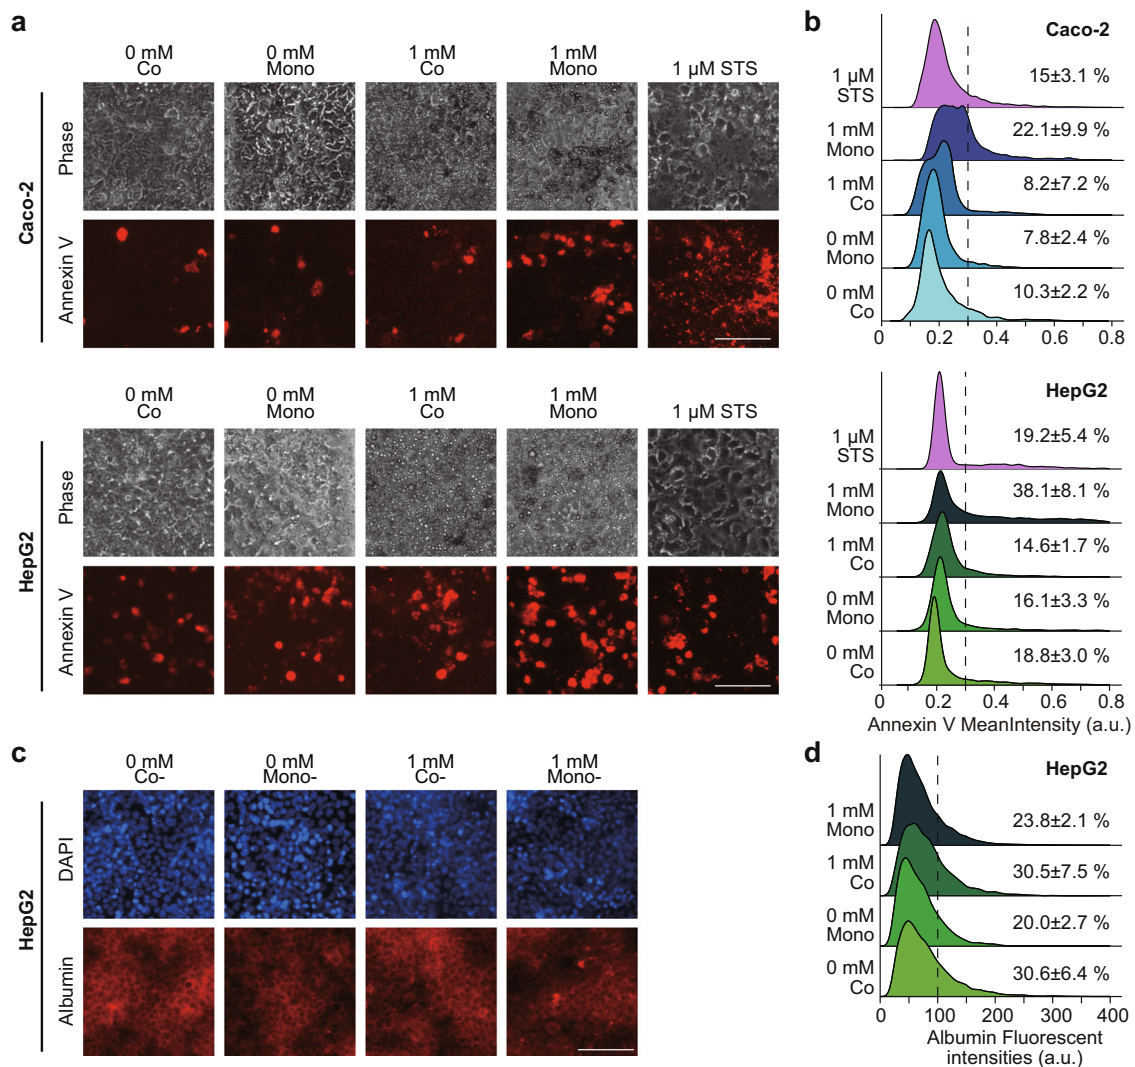 a
0 mM
Co
0 mM
Mono
1 mM
Co
1 mM
Mono
1 µM STS
Caco-2
Phase
Annexin V
0 mM
Co
0 mM
Mono
1 mM
Co
1 mM
Mono
1 µM STS
HepG2
Phase
Annexin V
b
Caco-2
1 µM
STS
15±3.1 %
1 mM
Mono
22.1±9.9 %
1 mM
Co
8.2±7.2 %
0 mM
Mono
7.8±2.4 %
0 mM
Co
10.3±2.2 %
0 0.2 0.4 0.6 0.8
HepG2
1 µM
STS
19.2±5.4 %
1 mM
Mono
38.1±8.1 %
1 mM
Co
14.6±1.7 %
0 mM
Mono
16.1±3.3 %
0 mM
Co
18.8±3.0 %
0 0.2 0.4 0.6 0.8
Annexin V MeanIntensity (a.u.)
c
0 mM
Co-
0 mM
Mono-
1 mM
Co-
1 mM
Mono-
HepG2
DAPI
Albumin
d
HepG2
1 mM
Mono
23.8±2.1 %
1 mM
Co
30.5±7.5 %
0 mM
Mono
20.0±2.7 %
0 mM
Co
30.6±6.4 %
0 100 200 300 400
Albumin Fluorescent
intensities (a.u.)